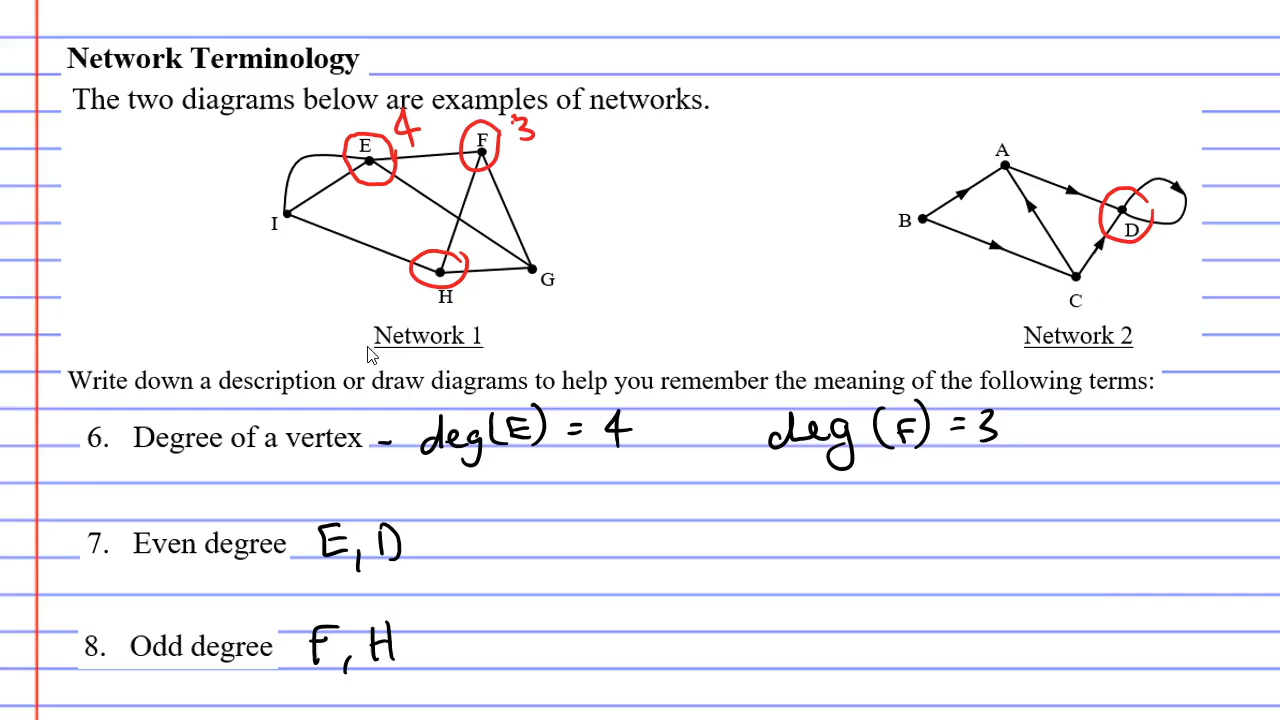 Network Terminology
The two diagrams below are examples of networks.
4
3
E
F
I
H
G
A
B
D
C
Network 1
Network 2
Write down a description or draw diagrams to help you remember the meaning of the following terms:
6. Degree of a vertex - deg(E) = 4 deg (F) = 3
7. Even degree E, D
8. Odd degree F, H